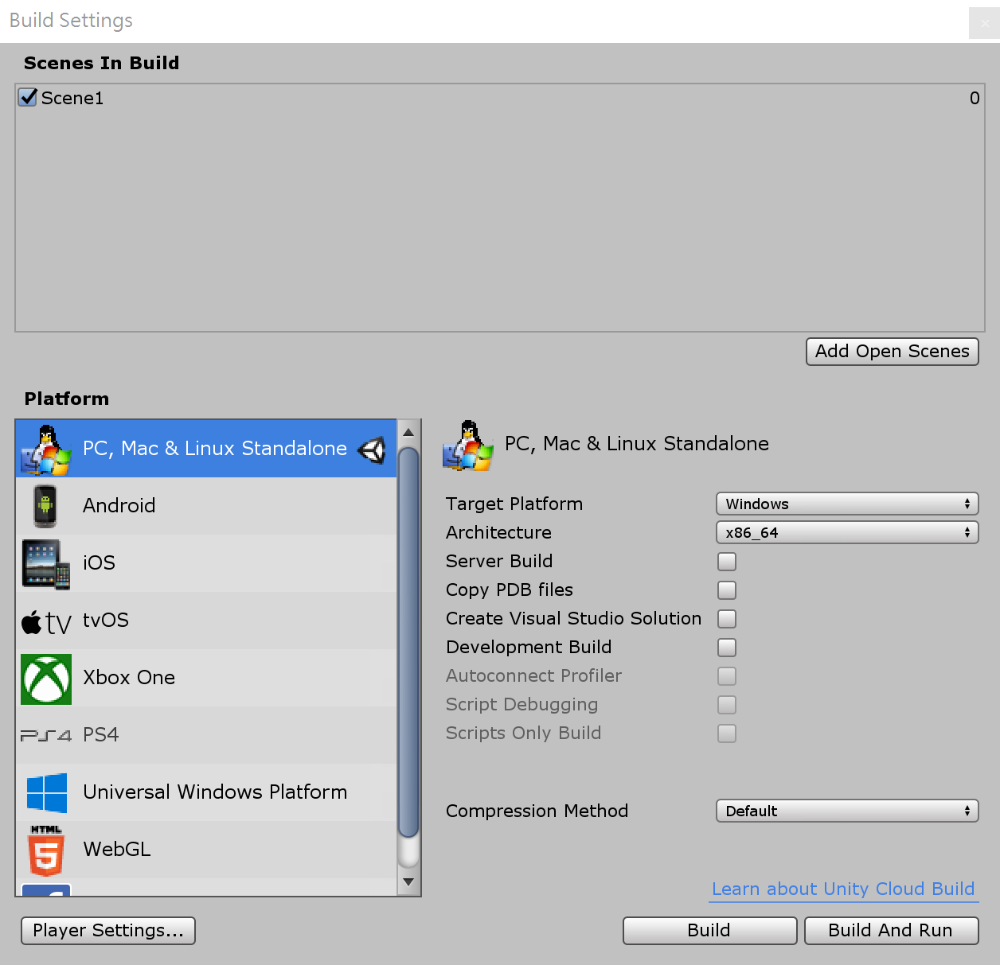 Build Settings
Scenes In Build
Scene1 0
Add Open Scenes
Platform
PC, Mac & Linux Standalone
Android
iOS
tv tvOS
Xbox One
PS4 PS4
Universal Windows Platform
HTML
5 WebGL
PC, Mac & Linux Standalone
Target Platform Windows
Architecture x86_64
Server Build
Copy PDB files
Create Visual Studio Solution
Development Build
Autoconnect Profiler
Script Debugging
Scripts Only Build
Compression Method Default
Learn about Unity Cloud Build
Player Settings...
Build
Build And Run